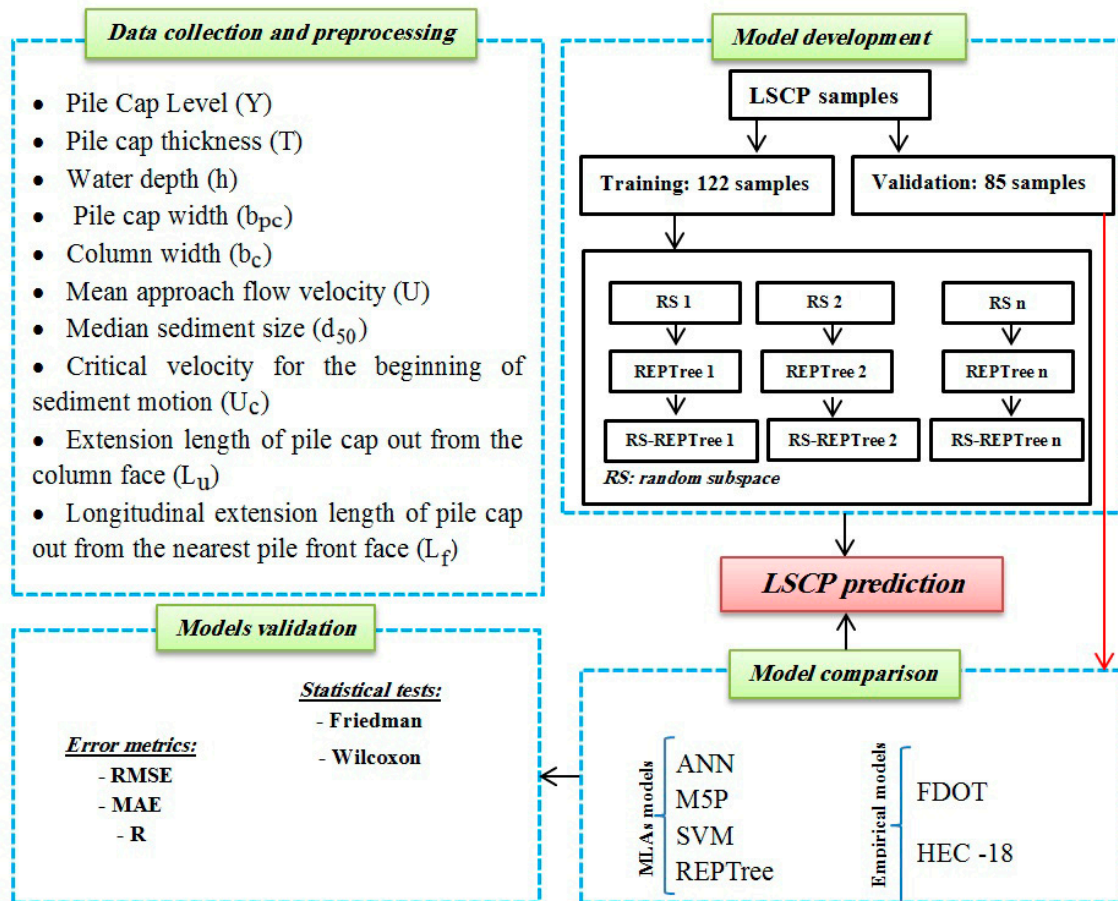 Data collection and preprocessing
• Pile Cap Level (Y)
• Pile cap thickness (T)
• Water depth (h)
• Pile cap width (bpc)
• Column width (bc)
• Mean approach flow velocity (U)
• Median sediment size (d50)
• Critical velocity for the beginning of
sediment motion (Uc)
• Extension length of pile cap out from the
column face (Lu)
• Longitudinal extension length of pile cap
out from the nearest pile front face (Lf)
Model development
LSCP samples
Training: 122 samples
Validation: 85 samples
RS 1
RS 2
RS n
REPTree 1
REPTree 2
REPTree n
RS-REPTree 1
RS-REPTree 2
RS-REPTree n
RS: random subspace
LSCP prediction
Models validation
Statistical tests:
- Friedman
- Wilcoxon
Error metrics:
- RMSE
- MAE
- R
Model comparison
MLAs models
ANN
M5P
SVM
REPTree
Empirical models
FDOT
HEC -18